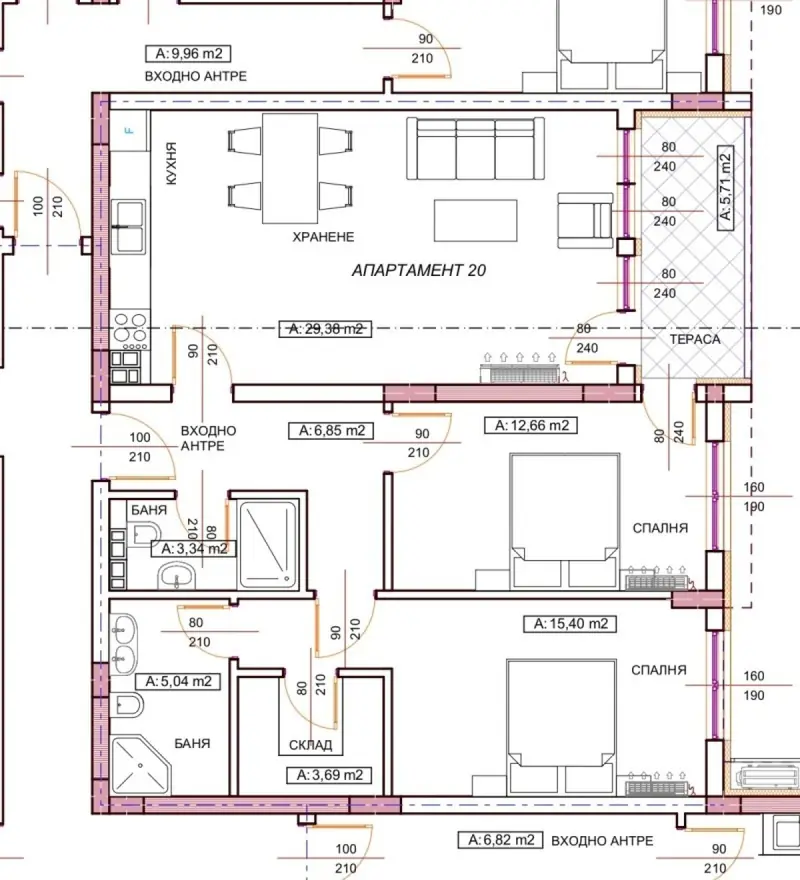 190
90
210
A: 9,96 m2
ВХОДНО АНТРЕ
F
КУХНЯ
80
240
A: 5,71 m2
100
210
80
240
ХРАНЕНЕ
АПАРТАМЕНТ 20
80
240
A: 29,38 m2
90
210
80
240
ТЕРАСА
100
210
ВХОДНО
АНТРЕ
A: 6,85 m2
90
210
A: 12,66 m2
80
240
160
190
БАНЯ
80
210
A: 3,34 m2
СПАЛНЯ
80
210
90
210
A: 15,40 m2
A: 5,04 m2
80
210
СПАЛНЯ
160
190
БАНЯ
СКЛАД
A: 3,69 m2
100
210
A: 6,82 m2
ВХОДНО АНТРЕ
90
210